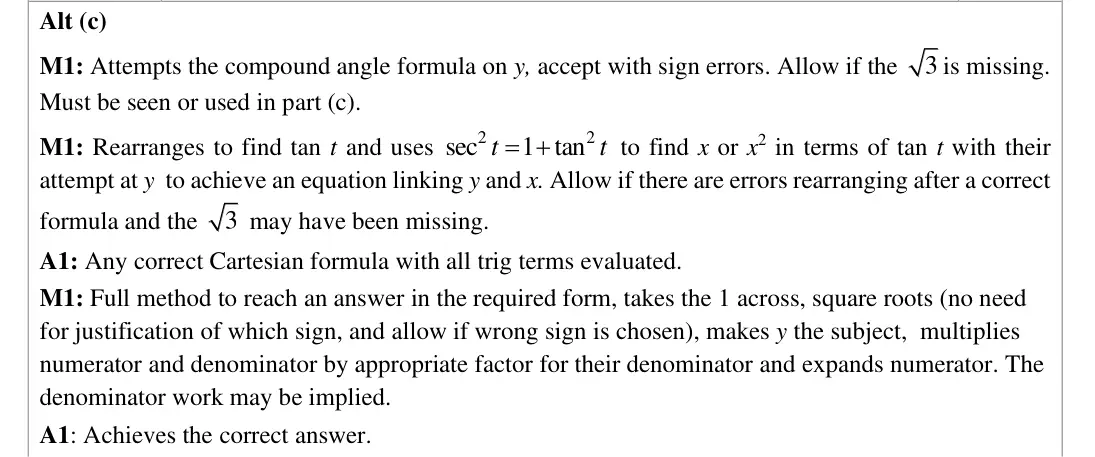 Alt (c)
M1: Attempts the compound angle formula on y, accept with sign errors. Allow if the √3 is missing.
Must be seen or used in part (c).
M1: Rearranges to find tan t and uses sec² t = 1 + tan² t to find x or x² in terms of tan t with their
attempt at y to achieve an equation linking y and x. Allow if there are errors rearranging after a correct
formula and the √3 may have been missing.
A1: Any correct Cartesian formula with all trig terms evaluated.
M1: Full method to reach an answer in the required form, takes the 1 across, square roots (no need
for justification of which sign, and allow if wrong sign is chosen), makes y the subject, multiplies
numerator and denominator by appropriate factor for their denominator and expands numerator. The
denominator work may be implied.
A1: Achieves the correct answer.